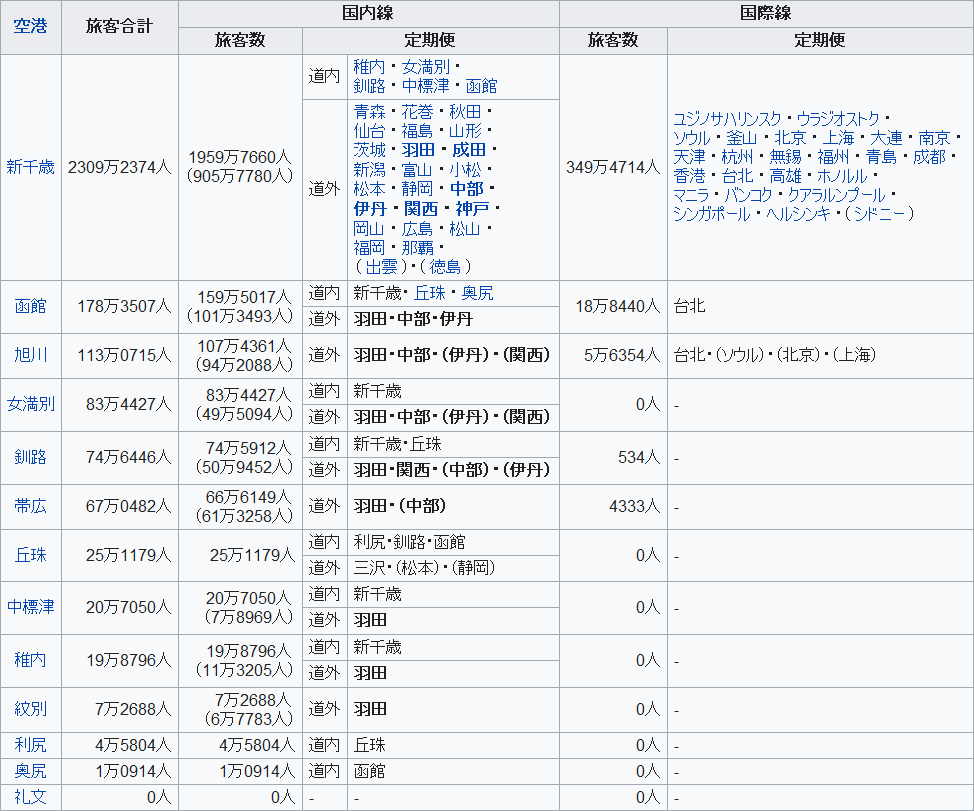 空港 旅客合計 国内線 国際線
旅客数 定期便 旅客数 定期便
新千歳 2309万2374人 1959万7660人
(905万7780人)
道内 稚内・女満別・
釧路・中標津・函館
道外 青森・花巻・秋田・
仙台・福島・山形・
茨城・羽田・成田・
新潟・富山・小松・
松本・静岡・中部・
伊丹・関西・神戸・
岡山・広島・松山・
福岡・那覇・
(出雲)・(徳島)
349万4714人
ユジノサハリンスク・ウラジオストク・
ソウル・釜山・北京・上海・大連・南京・
天津・杭州・無錫・福州・青島・成都・
香港・台北・高雄・ホノルル・
マニラ・バンコク・クアラルンプール・
シンガポール・ヘルシンキ・(シドニー)
函館 178万3507人 159万5017人
(101万3493人)
道内 新千歳・丘珠・奥尻
道外 羽田・中部・伊丹
18万8440人 台北
旭川 113万0715人 107万4361人
(94万2088人)
道外 羽田・中部・(伊丹)・(関西)
5万6354人 台北・(ソウル)・(北京)・(上海)
女満別 83万4427人 83万4427人
(49万5094人)
道内 新千歳
道外 羽田・中部・(伊丹)・(関西)
0人 -
釧路 74万6446人 74万5912人
(50万9452人)
道内 新千歳・丘珠
道外 羽田・関西・(中部)・(伊丹)
534人 -
帯広 67万0482人 66万6149人
(61万3258人)
道外 羽田・(中部)
4333人 -
丘珠 25万1179人 25万1179人
道内 利尻・釧路・函館
道外 三沢・(松本)・(静岡)
0人 -
中標津 20万7050人 20万7050人
(7万8969人)
道内 新千歳
道外 羽田
0人 -
稚内 19万8796人 19万8796人
(11万3205人)
道内 新千歳
道外 羽田
0人 -
紋別 7万2688人 7万2688人
(6万7783人)
道外 羽田
0人 -
利尻 4万5804人 4万5804人 道内 丘珠 0人 -
奥尻 1万0914人 1万0914人 道内 函館 0人 -
礼文 0人 0人 - - 0人 -